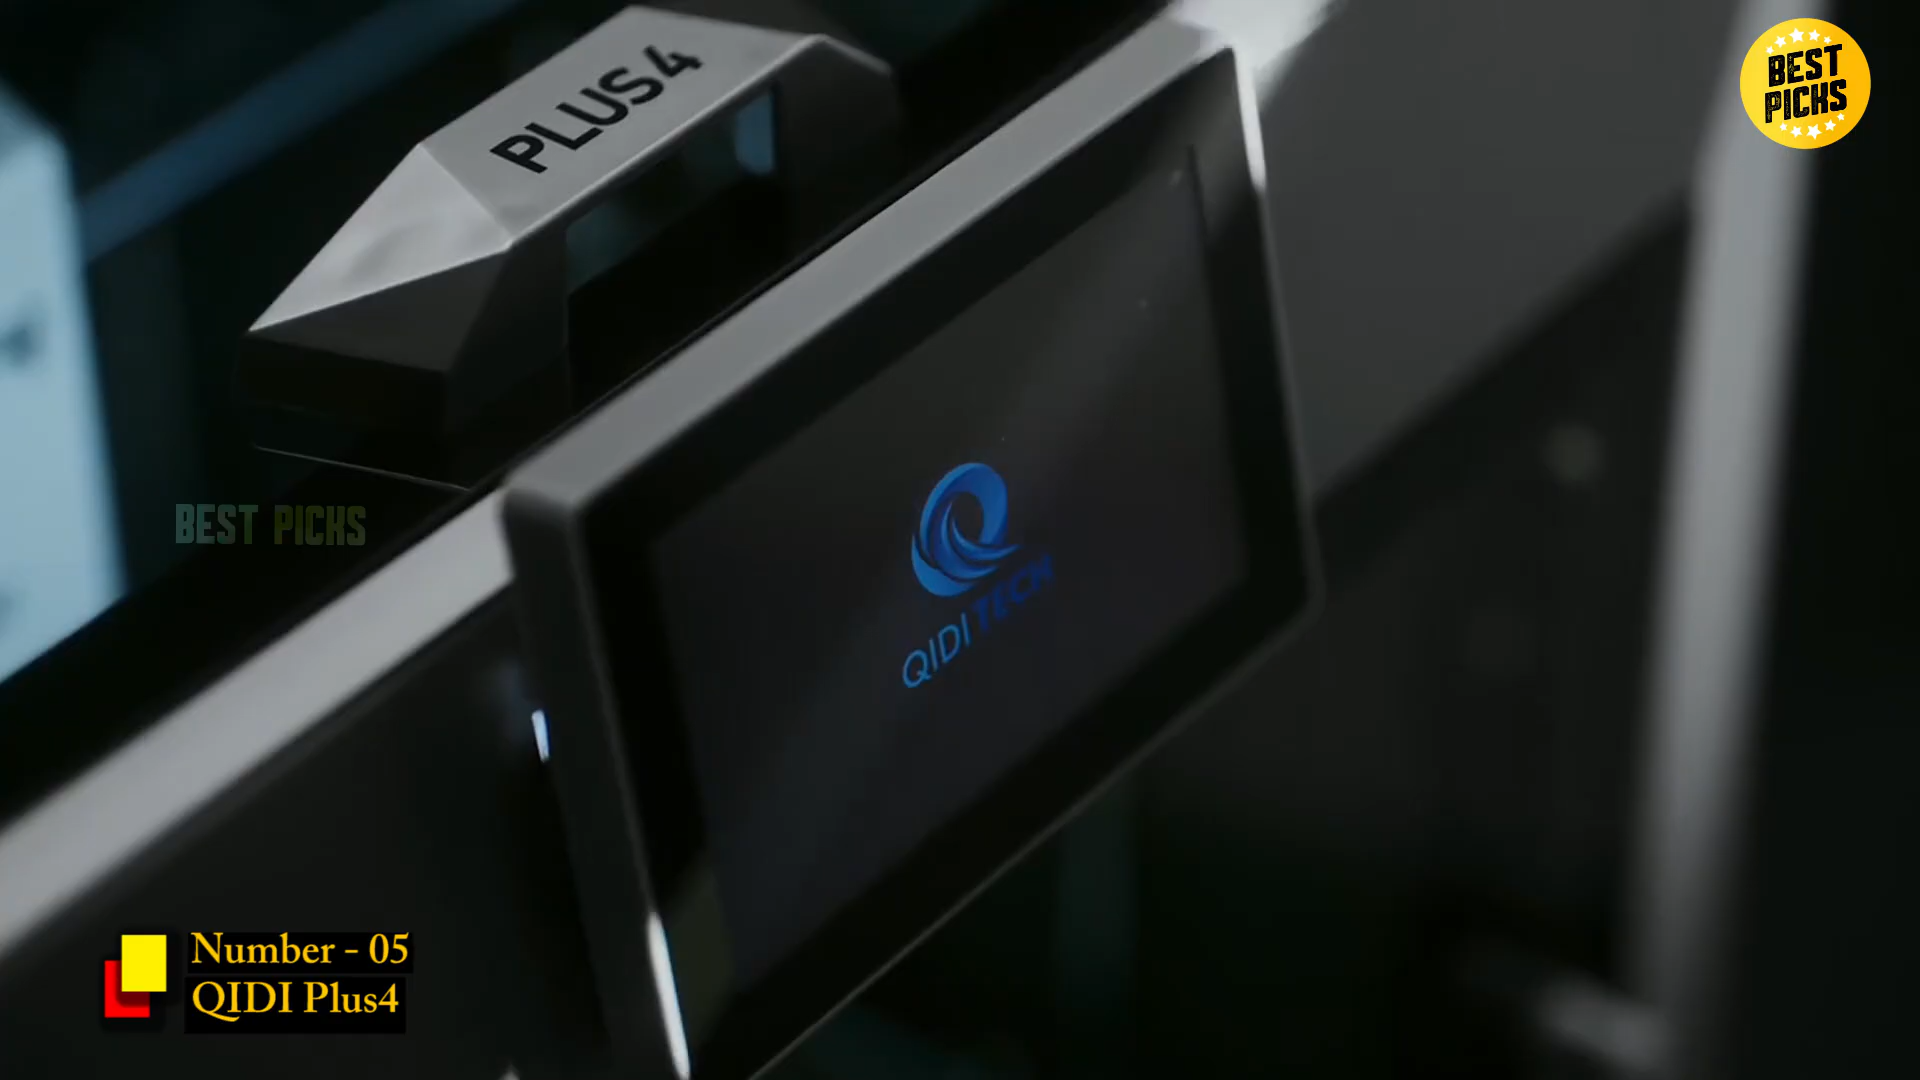 PLUS4
BEST
PICKS
BEST PICKS
QIDI TECH
Number - 05
QIDI Plus4